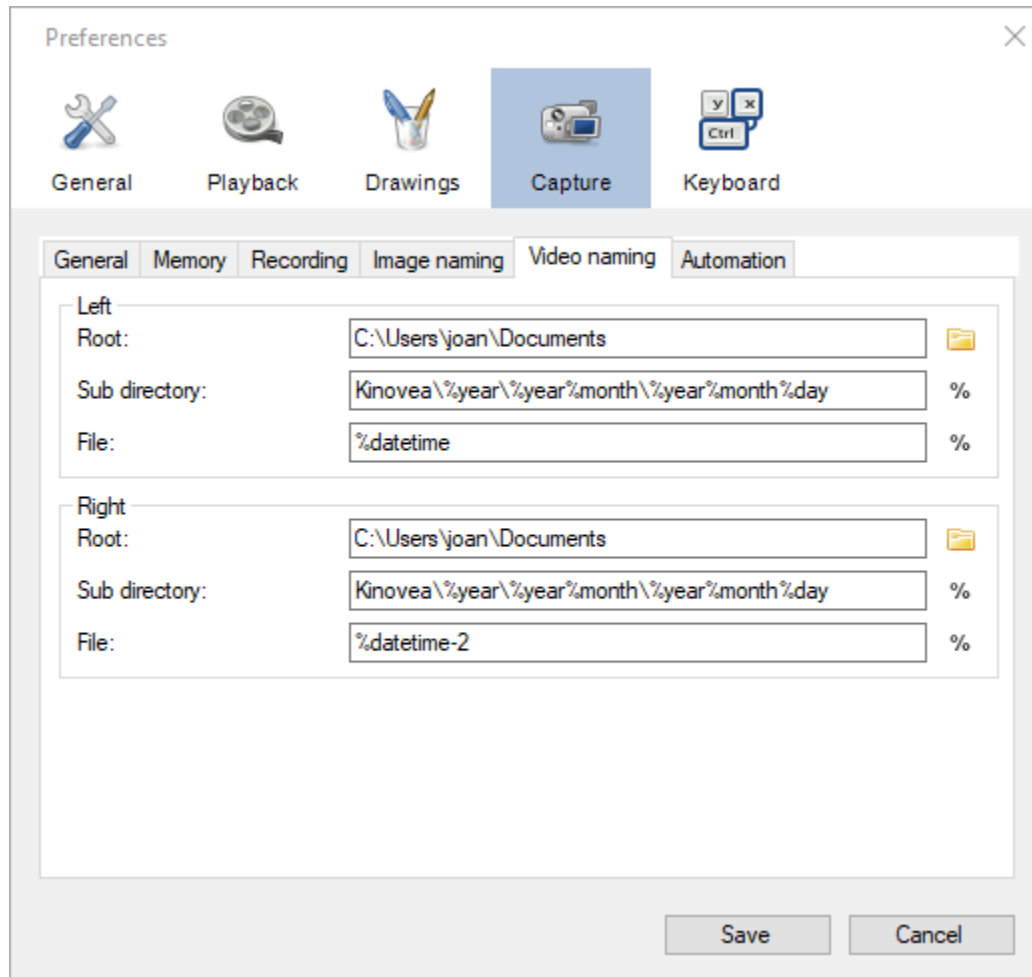 Preferences
y x
Ctrl
General Playback Drawings Capture Keyboard
General Memory Recording Image naming Video naming Automation
Left
Root: C:\Users\joan\Documents
Sub directory: Kinovea\%year\%year%month\%year%month%day %
File: %datetime %
Right
Root: C:\Users\joan\Documents
Sub directory: Kinovea\%year\%year%month\%year%month%day %
File: %datetime-2 %
Save Cancel